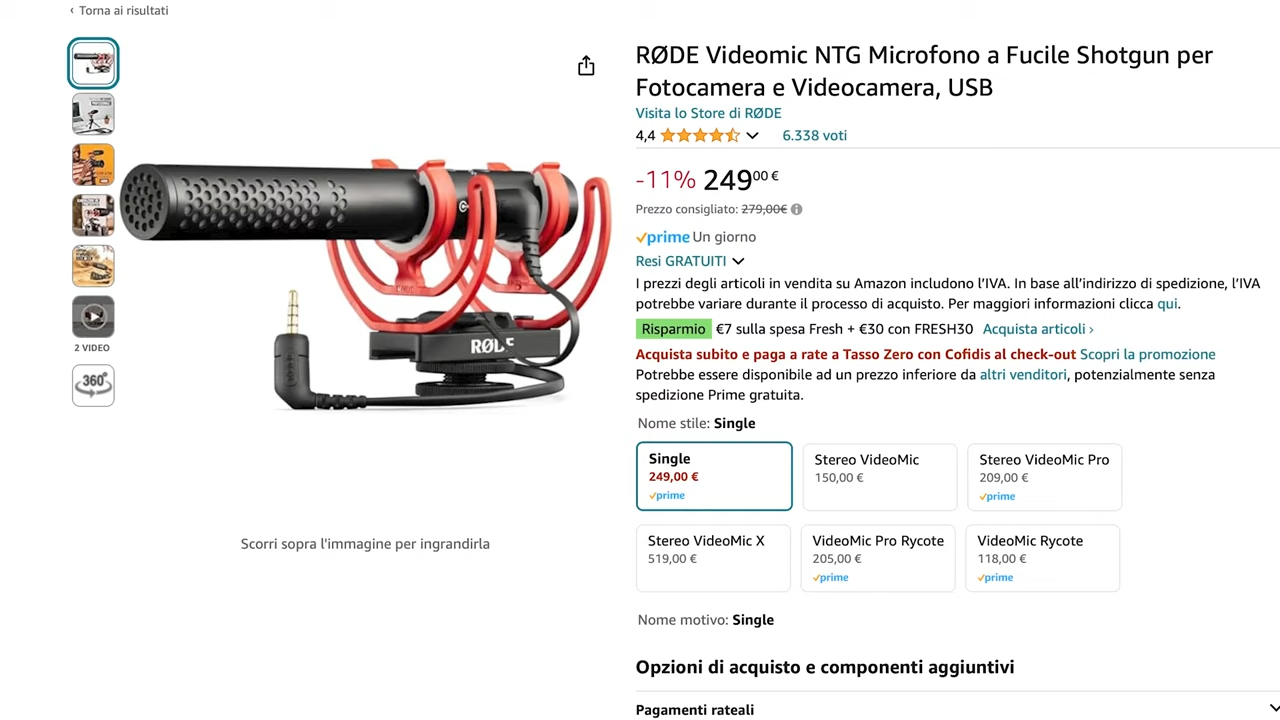 ‹ Torna ai risultati
RØDE Videomic NTG Microfono a Fucile Shotgun per
Fotocamera e Videocamera, USB
Visita lo Store di RØDE
4,4 6.338 voti
-11% 249,00 €
Prezzo consigliato: 279,00€
prime Un giorno
Resi GRATUITI
I prezzi degli articoli in vendita su Amazon includono l’IVA. In base all’indirizzo di spedizione, l’IVA
potrebbe variare durante il processo di acquisto. Per maggiori informazioni clicca qui.
Risparmio €7 sulla spesa Fresh + €30 con FRESH30 Acquista articoli ›
Acquista subito e paga a rate a Tasso Zero con Cofidis al check-out Scopri la promozione
Potrebbe essere disponibile ad un prezzo inferiore da altri venditori, potenzialmente senza
spedizione Prime gratuita.
Nome stile: Single
Single
249,00 €
prime
Stereo VideoMic
150,00 €
Stereo VideoMic Pro
209,00 €
prime
Stereo VideoMic X
519,00 €
VideoMic Pro Rycote
205,00 €
prime
VideoMic Rycote
118,00 €
prime
Nome motivo: Single
Opzioni di acquisto e componenti aggiuntivi
Pagamenti rateali
2 VIDEO
360°
RØDE
Scorri sopra l'immagine per ingrandirla